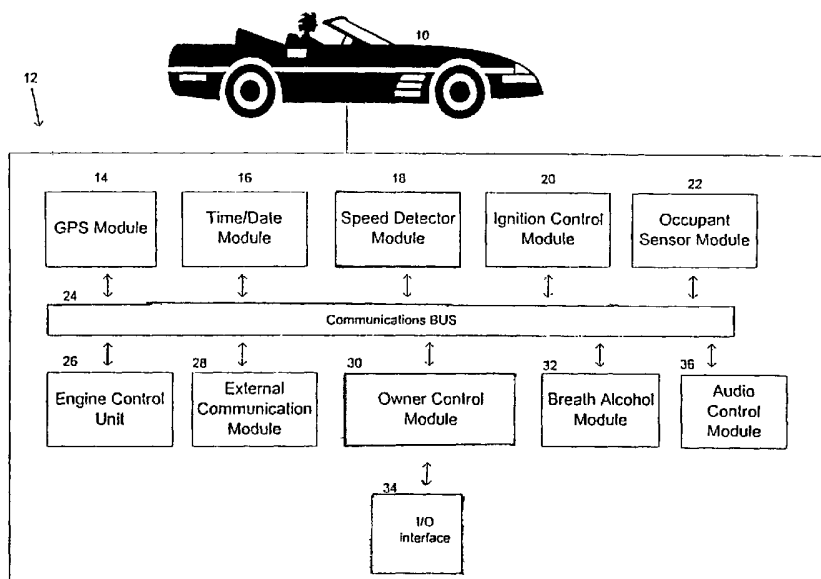 10
12
14
16
18
20
22
GPS Module
Time/Date
Module
Speed Detector
Module
Ignition Control
Module
Occupant
Sensor Module
24
Communications BUS
26
28
30
32
36
Engine Control
Unit
External
Communication
Module
Owner Control
Module
Breath Alcohol
Module
Audio
Control
Module
34
I/O
interface